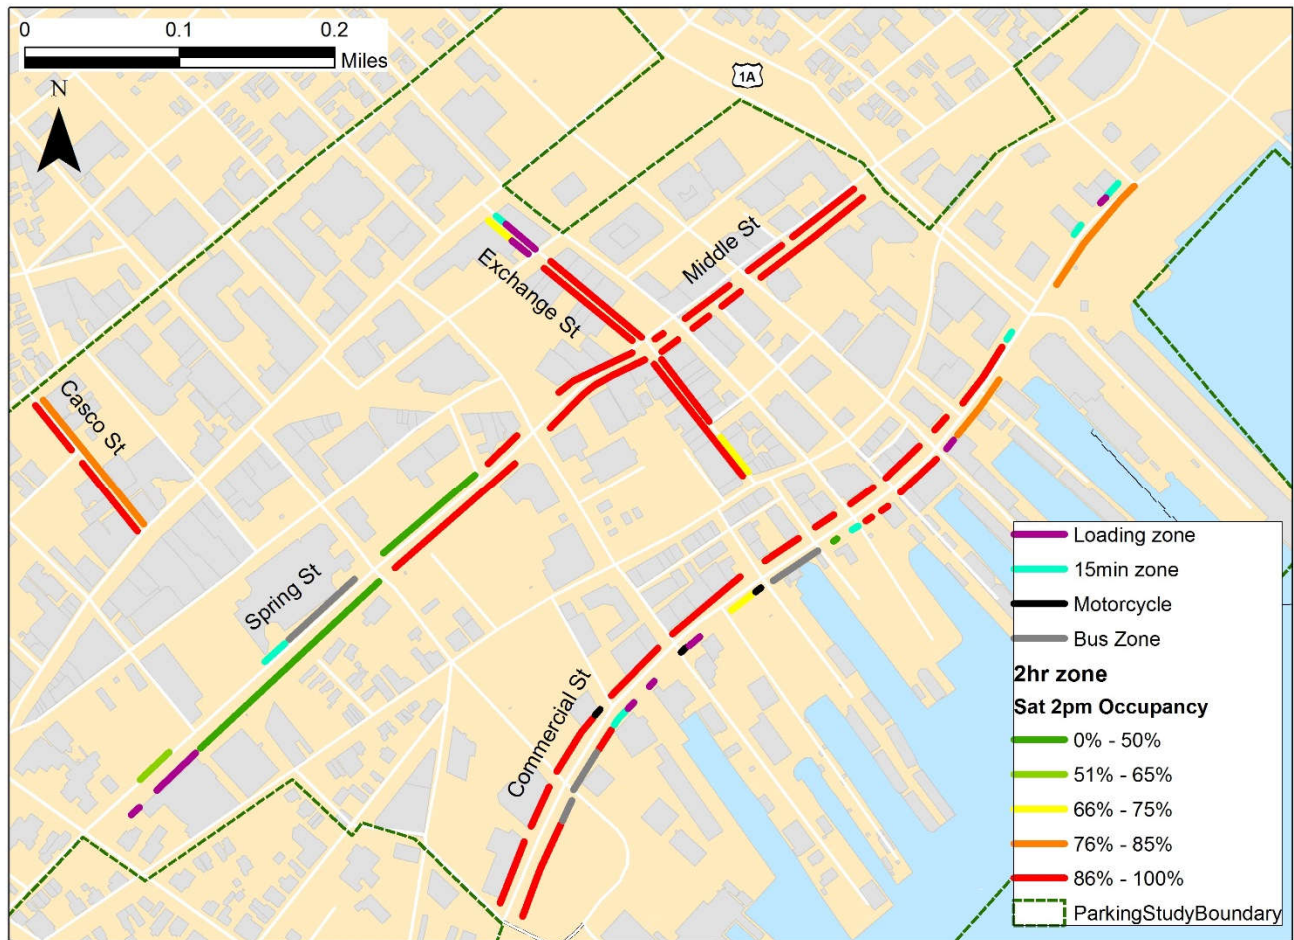 0 0.1 0.2
Miles
N
1A
Middle St
Exchange St
Casco St
Spring St
Commercial St
Loading zone
15min zone
Motorcycle
Bus Zone
2hr zone
Sat 2pm Occupancy
0% - 50%
51% - 65%
66% - 75%
76% - 85%
86% - 100%
ParkingStudyBoundary